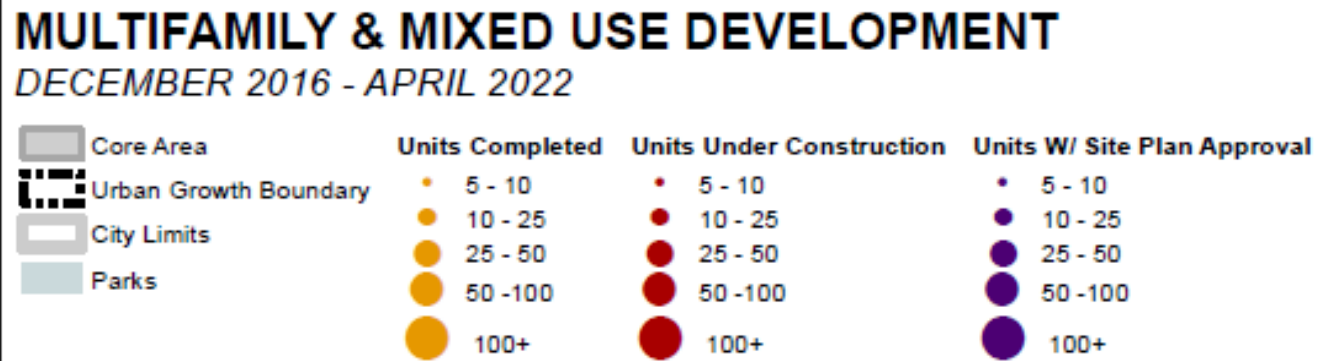 MULTIFAMILY & MIXED USE DEVELOPMENT
DECEMBER 2016 - APRIL 2022
Core Area
Urban Growth Boundary
City Limits
Parks
Units Completed
5 - 10
10 - 25
25 - 50
50 -100
100+
Units Under Construction
5 - 10
10 - 25
25 - 50
50 -100
100+
Units W/ Site Plan Approval
5 - 10
10 - 25
25 - 50
50 -100
100+